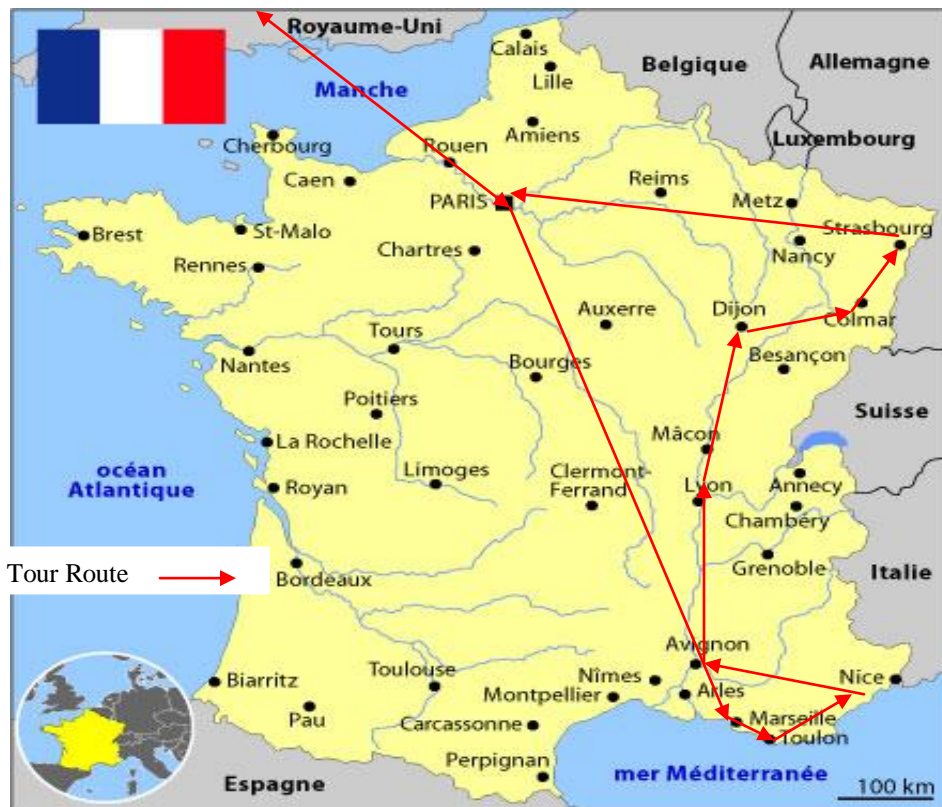 Royaume-Uni
Calais
Lille
Belgique
Allemagne
Manche
Amiens
Luxembourg
Cherbourg
Rouen
Caen
Reims
Metz
PARIS
Strasbourg
Brest
St-Malo
Chartres
Nancy
Rennes
Auxerre
Dijon
Colmar
Tours
Besançon
Nantes
Bourges
Poitiers
Suisse
La Rochelle
Mâcon
océan
Atlantique
Limoges
Clermont-
Ferrand
Lyon
Annecy
Royan
Chambéry
Tour Route
Bordeaux
Grenoble
Italie
Avignon
Biarritz
Toulouse
Nîmes
Nice
Montpellier
Arles
Pau
Carcassonne
Marseille
Toulon
Perpignan
Espagne
mer Méditerranée
100 km